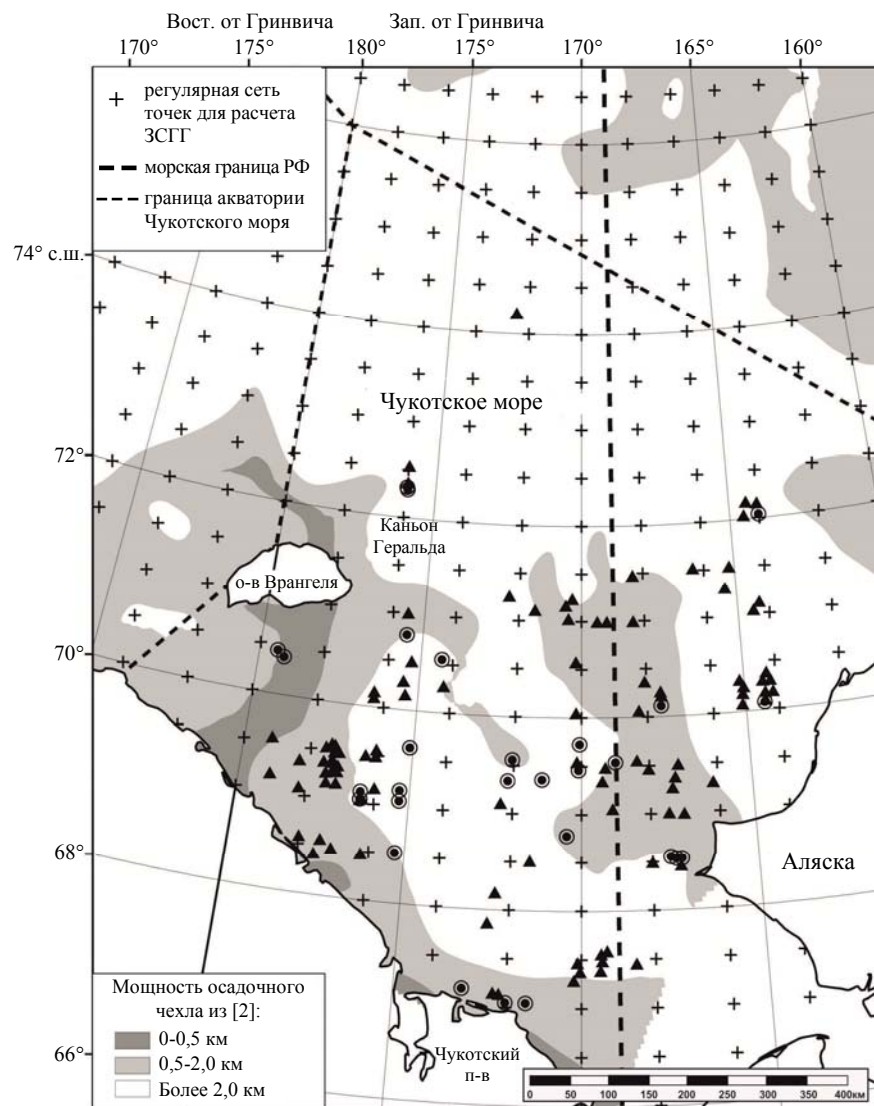 Вост. от Гринвича Зап. от Гринвича
170° 175° 180° 175° 170° 165° 160°
регулярная сеть
точек для расчета
ЗСГГ
морская граница РФ
граница акватории
Чукотского моря
74° с.ш.
Чукотское море
72°
Каньон
Геральда
о-в Врангеля
70°
68°
Аляска
Мощность осадочного
чехла из [2]:
0-0,5 км
0,5-2,0 км
Более 2,0 км
66°
Чукотский
п-в
0 50 100 150 200 250 300 350 400км